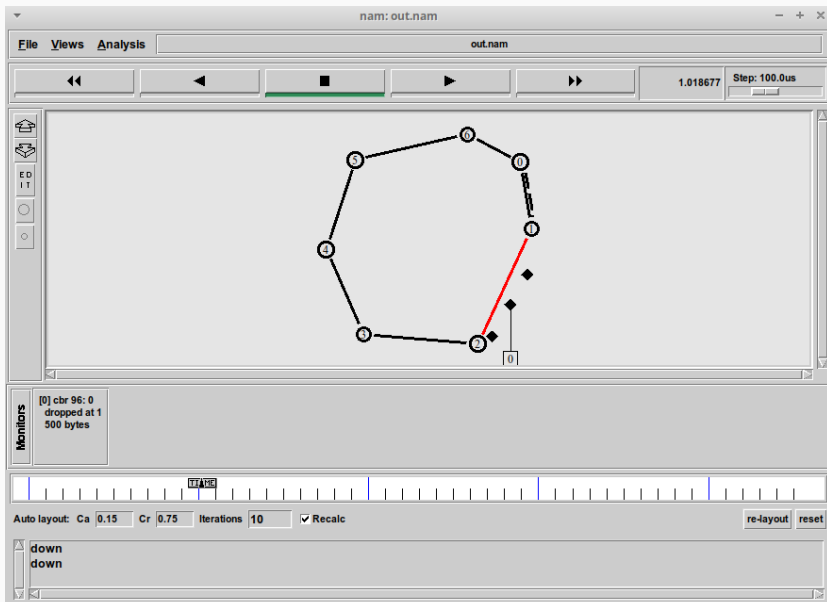 nam: out.nam
File Views Analysis out.nam
1.018677 Step: 100.0us
E D
I T
6
5
0
1
4
3
2
0
Monitors
[0] cbr 96: 0
dropped at 1
500 bytes
TIME
Auto layout: Ca 0.15 Cr 0.75 Iterations 10 Recalc re-layout reset
down
down